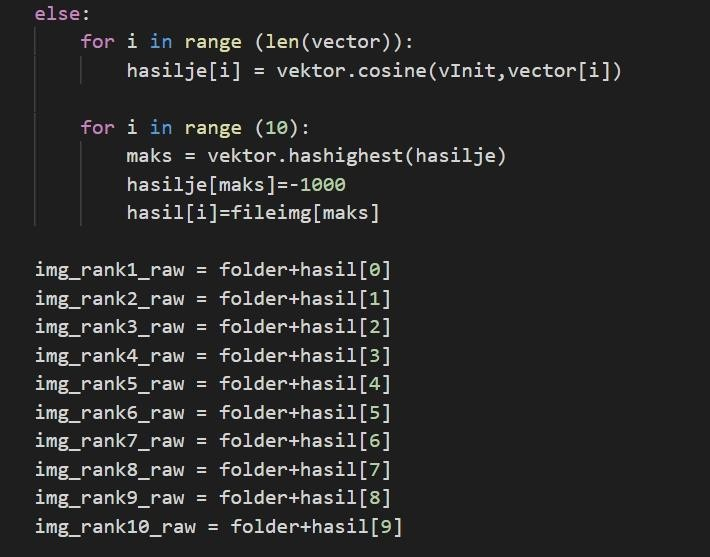 else:
for i in range (len(vector)):
hasilje[i] = vektor.cosine(vInit,vector[i])
for i in range (10):
maks = vektor.hashighest(hasilje)
hasilje[maks]=-1000
hasil[i]=fileimg[maks]
img_rank1_raw = folder+hasil[0]
img_rank2_raw = folder+hasil[1]
img_rank3_raw = folder+hasil[2]
img_rank4_raw = folder+hasil[3]
img_rank5_raw = folder+hasil[4]
img_rank6_raw = folder+hasil[5]
img_rank7_raw = folder+hasil[6]
img_rank8_raw = folder+hasil[7]
img_rank9_raw = folder+hasil[8]
img_rank10_raw = folder+hasil[9]